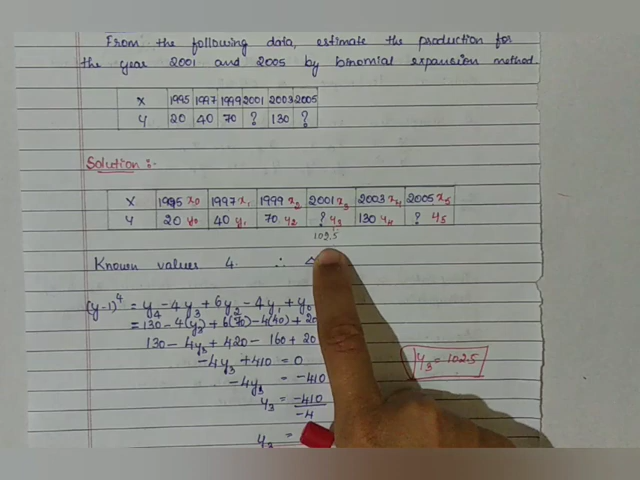 From the following data, estimate the production for
the year 2001 and 2005 by binomial expansion method.
X 1995 1997 1999 2001 2003 2005
Y 20 40 70 ? 130 ?
Solution :-
X 1995 x₀ 1997 x₁ 1999 x₂ 2001 x₃ 2003 x₄ 2005 x₅
Y 20 y₀ 40 y₁ 70 y₂ ? y₃ 130 y₄ ? y₅
102.5
Known values 4. ∴
(y-1)⁴ = y₄ - 4y₃ + 6y₂ - 4y₁ + y₀
= 130 - 4(y₃) + 6(70) - 4(40) + 20
130 - 4y₃ + 420 - 160 + 20
-4y₃ + 410 = 0
-4y₃ = -410
y₃ = -410/-4
y₃ =
y₃ = 102.5